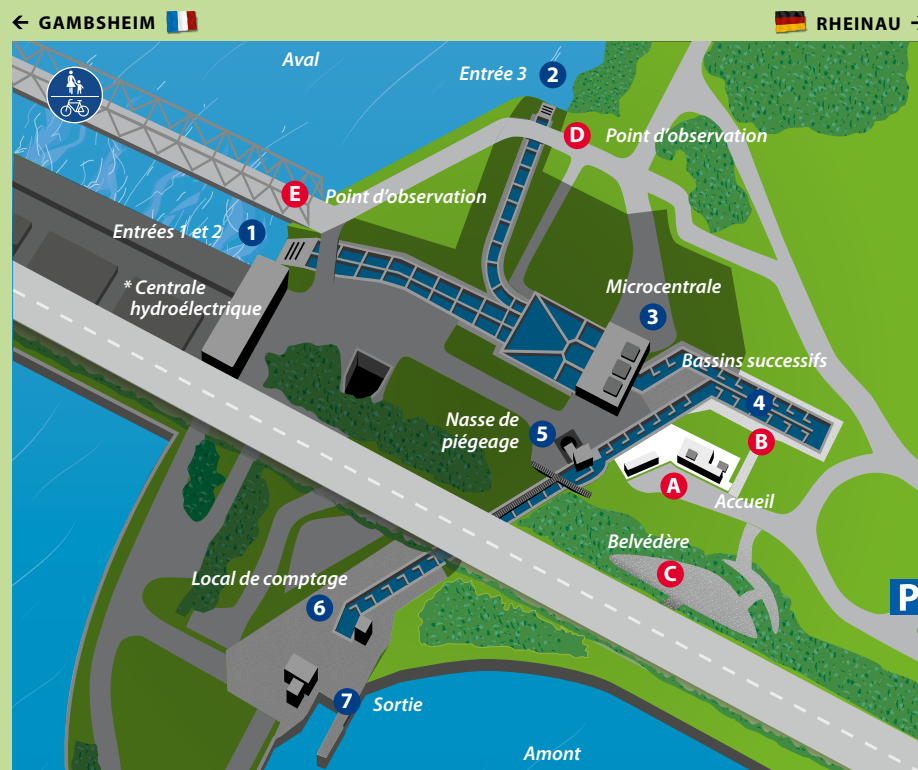 ← GAMBSHEIM
RHEINAU →
Aval
Entrée 3 2
D Point d'observation
E Point d'observation
Entrées 1 et 2 1
* Centrale
hydroélectrique
Microcentrale
3
Bassins successifs
4
Nasse de
piégeage
5
B
A
Accueil
Belvédère
C
P
Local de comptage
6
7 Sortie
Amont